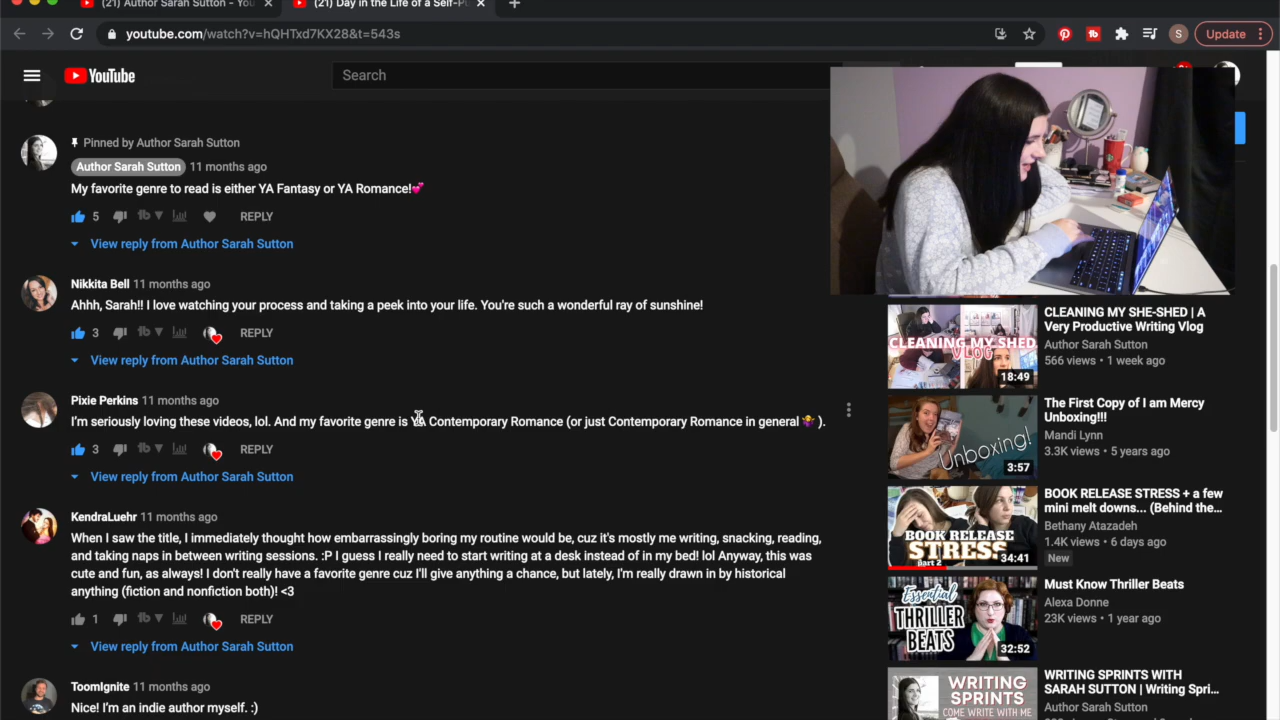 (21) Author Sarah Sutton - You
(21) Day in the Life of a Self-Pu
youtube.com/watch?v=hQHTxd7KX28&t=543s
S
Update
YouTube
Search
Pinned by Author Sarah Sutton
Author Sarah Sutton 11 months ago
My favorite genre to read is either YA Fantasy or YA Romance!💕
5 REPLY
View reply from Author Sarah Sutton
Nikkita Bell 11 months ago
Ahhh, Sarah!! I love watching your process and taking a peek into your life. You're such a wonderful ray of sunshine!
3 REPLY
View reply from Author Sarah Sutton
Pixie Perkins 11 months ago
I'm seriously loving these videos, lol. And my favorite genre is YA Contemporary Romance (or just Contemporary Romance in general 🤷‍♀️ ).
3 REPLY
View reply from Author Sarah Sutton
KendraLuehr 11 months ago
When I saw the title, I immediately thought how embarrassingly boring my routine would be, cuz it's mostly me writing, snacking, reading,
and taking naps in between writing sessions. :P I guess I really need to start writing at a desk instead of in my bed! lol Anyway, this was
cute and fun, as always! I don't really have a favorite genre cuz I'll give anything a chance, but lately, I'm really drawn in by historical
anything (fiction and nonfiction both)! <3
1 REPLY
View reply from Author Sarah Sutton
ToomIgnite 11 months ago
Nice! I'm an indie author myself. :)
CLEANING MY SHED
VLOG
18:49
CLEANING MY SHE-SHED | A
Very Productive Writing Vlog
Author Sarah Sutton
566 views • 1 week ago
Unboxing!
3:57
The First Copy of I am Mercy
Unboxing!!!
Mandi Lynn
3.3K views • 5 years ago
BOOK RELEASE
STRESS
part 2
34:41
BOOK RELEASE STRESS + a few
mini melt downs... (Behind the...
Bethany Atazadeh
1.4K views • 6 days ago
New
Essential
THRILLER
BEATS
32:52
Must Know Thriller Beats
Alexa Donne
23K views • 1 year ago
WRITING
SPRINTS
COME WRITE WITH ME
WRITING SPRINTS WITH
SARAH SUTTON | Writing Spri...
Author Sarah Sutton